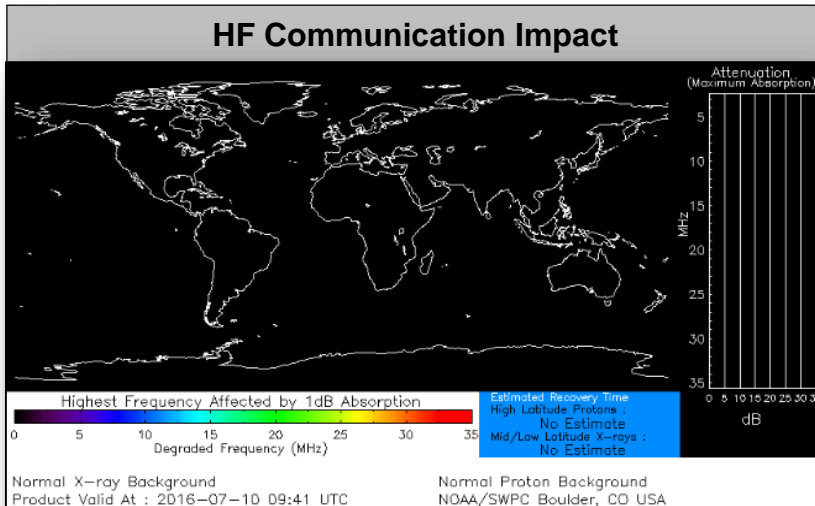 HF Communication Impact
Attenuation
(Maximum Absorption)
5
10
15
20
25
30
35
MHz
0 5 10 15 20 25 30
dB
Highest Frequency Affected by 1dB Absorption
0 5 10 15 20 25 30 35
Degraded Frequency (MHz)
Estimated Recovery Time
High Latitude Protons :
No Estimate
Mid/Low Latitude X-rays :
No Estimate
Normal X-ray Background
Product Valid At : 2016-07-10 09:41 UTC
Normal Proton Background
NOAA/SWPC Boulder, CO USA